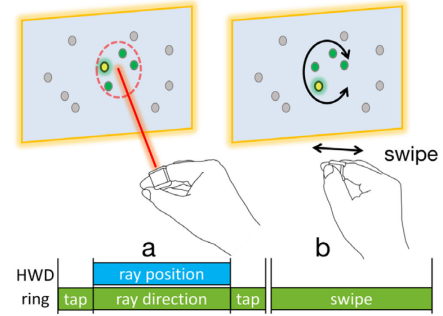 swipe
a
b
HWD
ray position
ring
tap
ray direction
tap
swipe